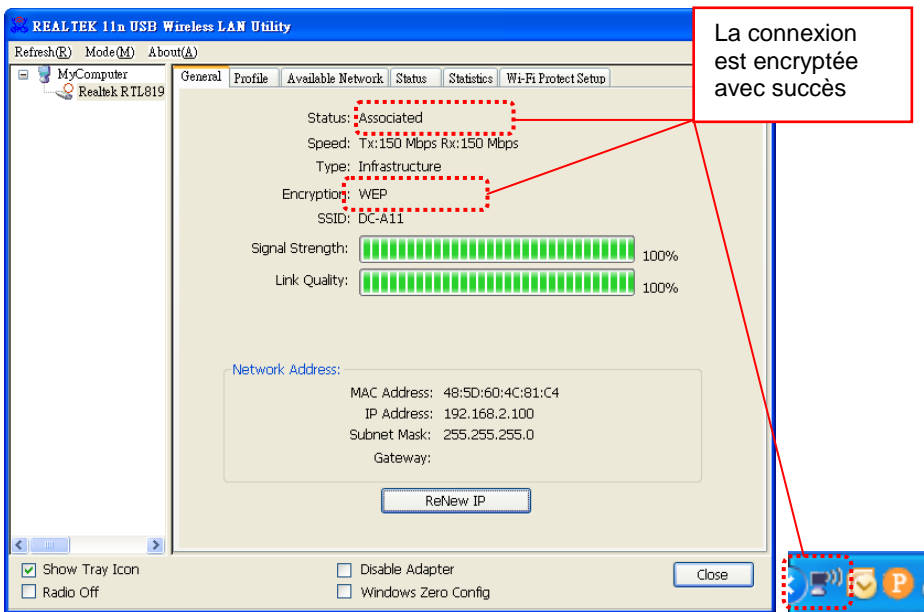 REALTEK 11n USB Wireless LAN Utility
Refresh(R) Mode(M) About(A)
MyComputer
Realtek RTL819
General Profile Available Network Status Statistics Wi-Fi Protect Setup
Status: Associated
Speed: Tx:150 Mbps Rx:150 Mbps
Type: Infrastructure
Encryption: WEP
SSID: DC-A11
Signal Strength: 100%
Link Quality: 100%
Network Address:
MAC Address: 48:5D:60:4C:81:C4
IP Address: 192.168.2.100
Subnet Mask: 255.255.255.0
Gateway:
ReNew IP
Show Tray Icon
Radio Off
Disable Adapter
Windows Zero Config
Close
La connexion
est encryptée
avec succès
P